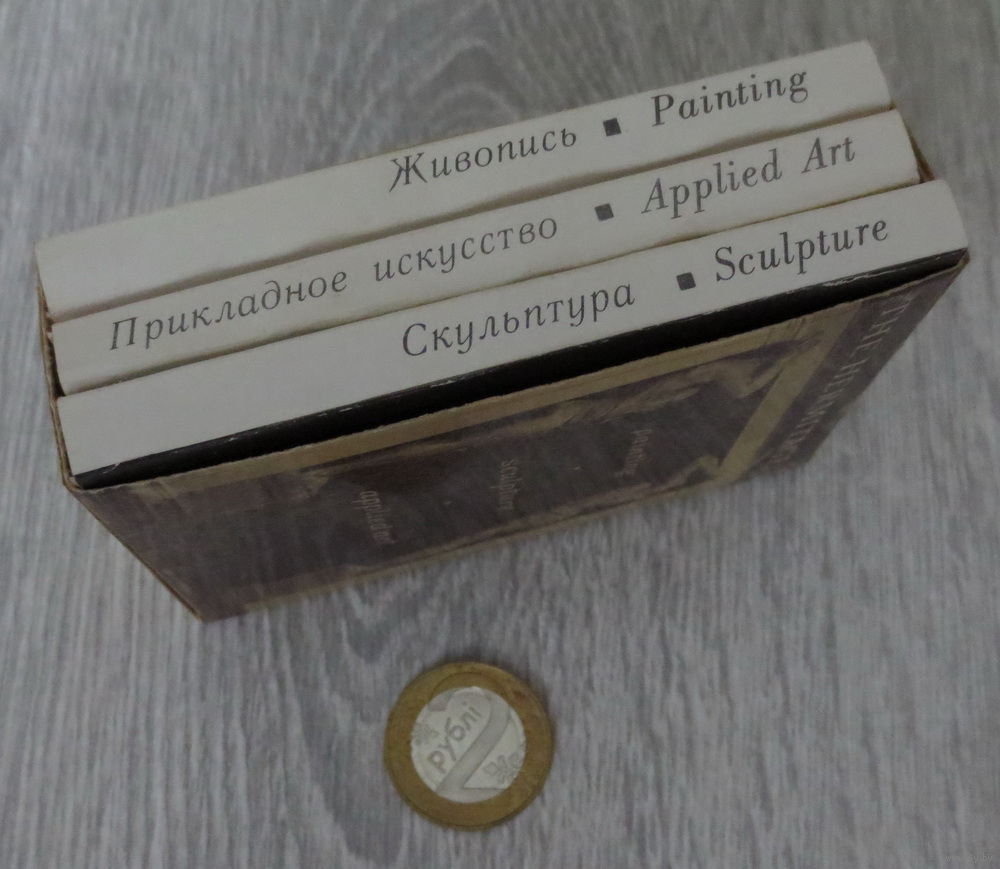 Живопись ■ Painting
Прикладное искусство ■ Applied Art
Скульптура ■ Sculpture
painting
sculpture
applied art
2
рублі